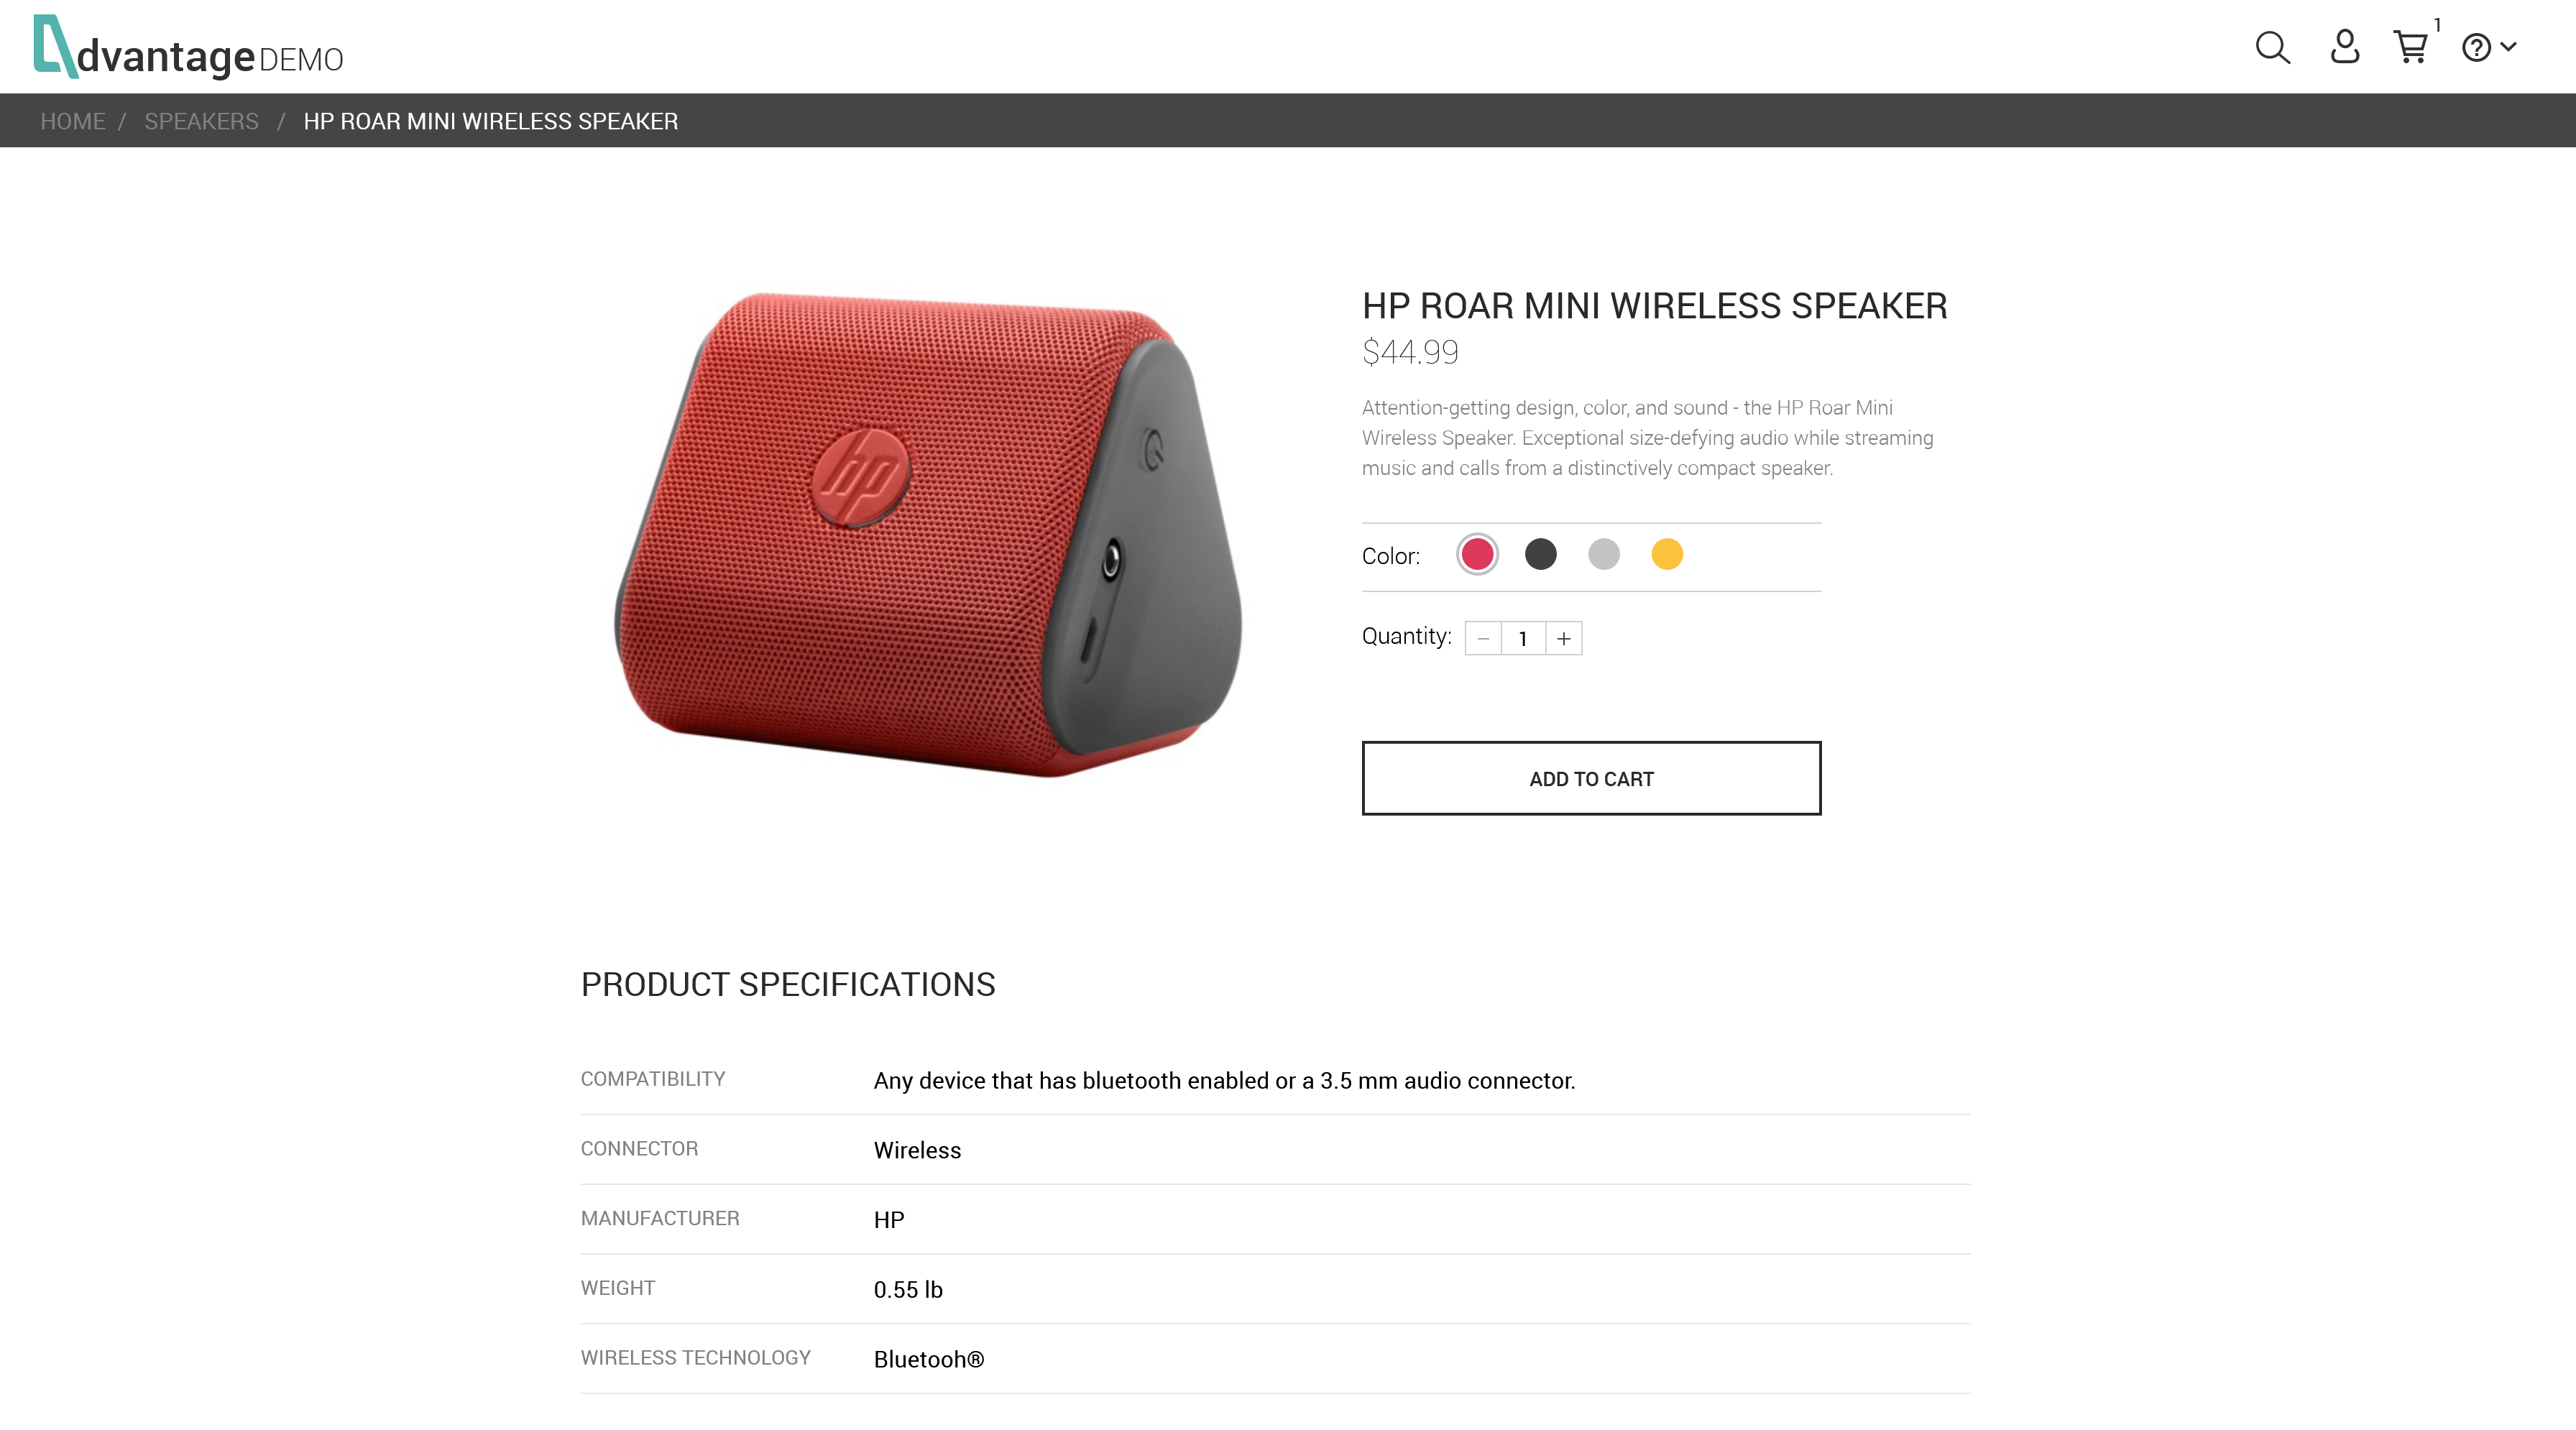 dvantage DEMO
1
HOME / SPEAKERS / HP ROAR MINI WIRELESS SPEAKER
hp
HP ROAR MINI WIRELESS SPEAKER
$44.99
Attention-getting design, color, and sound - the HP Roar Mini
Wireless Speaker. Exceptional size-defying audio while streaming
music and calls from a distinctively compact speaker.
Color:
Quantity: − 1 +
ADD TO CART
PRODUCT SPECIFICATIONS
COMPATIBILITY Any device that has bluetooth enabled or a 3.5 mm audio connector.
CONNECTOR Wireless
MANUFACTURER HP
WEIGHT 0.55 lb
WIRELESS TECHNOLOGY Bluetooh®